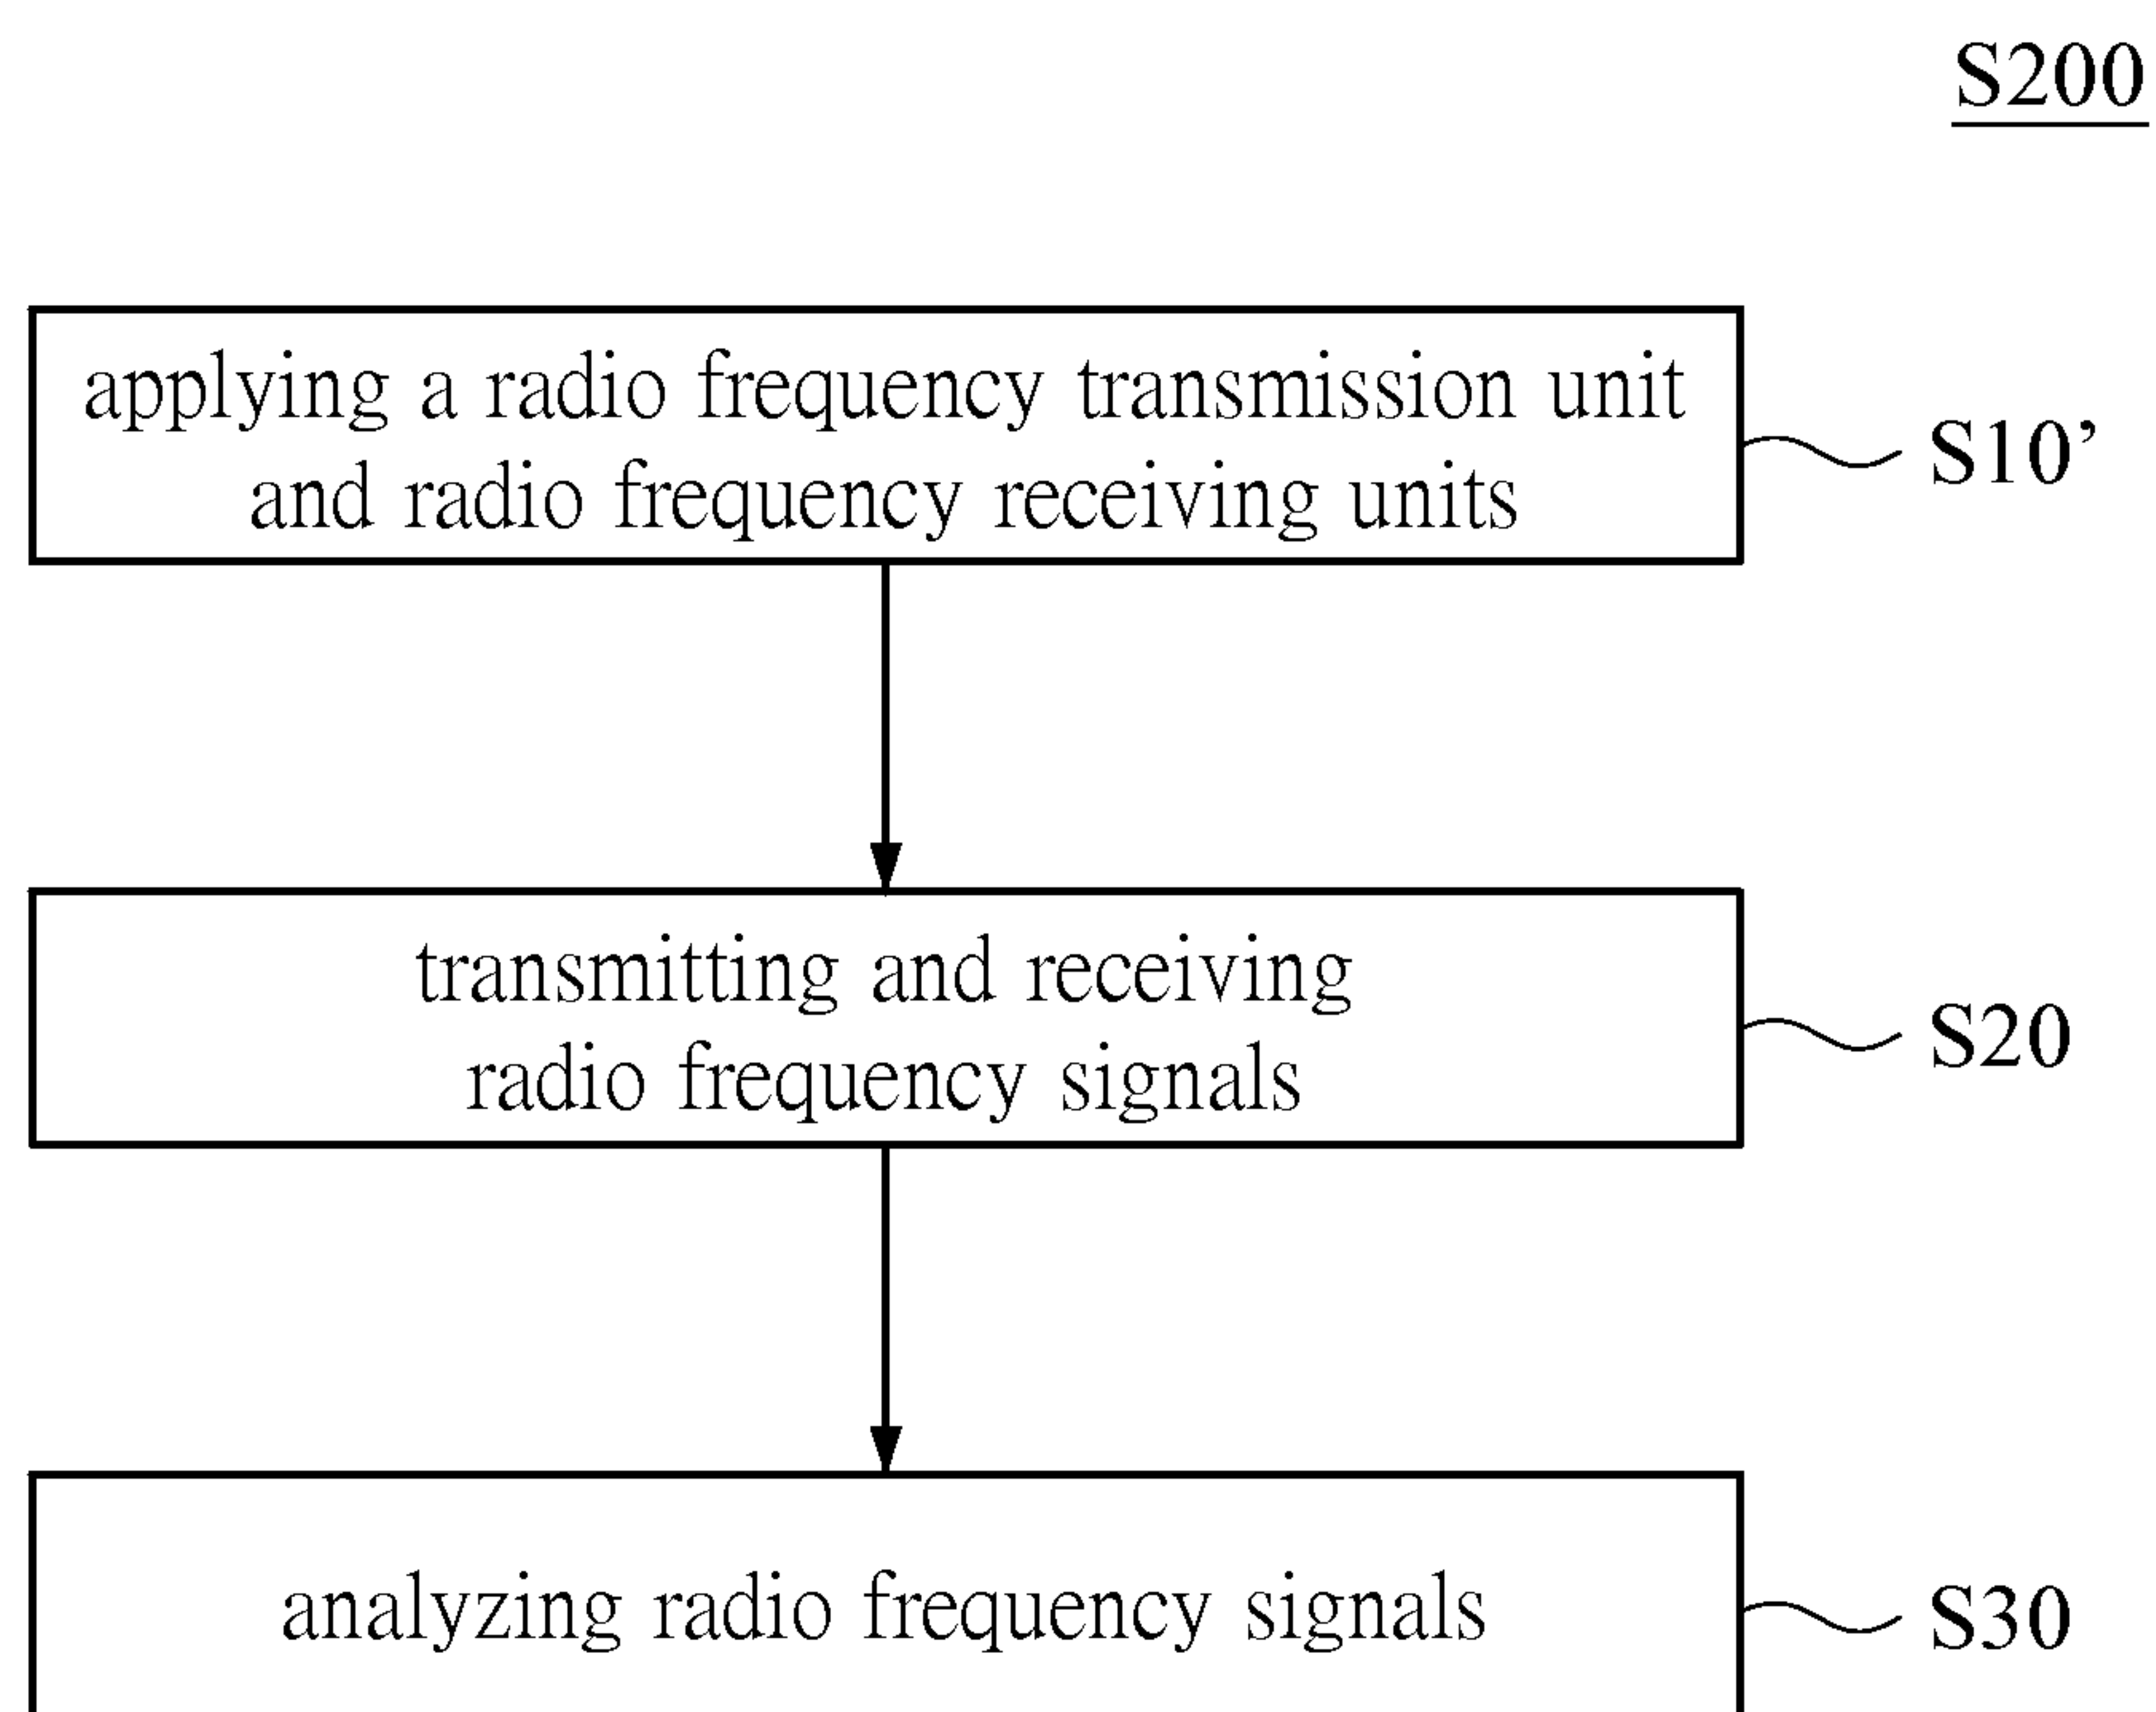 S200
applying a radio frequency transmission unit
and radio frequency receiving units
S10’
transmitting and receiving
radio frequency signals
S20
analyzing radio frequency signals
S30